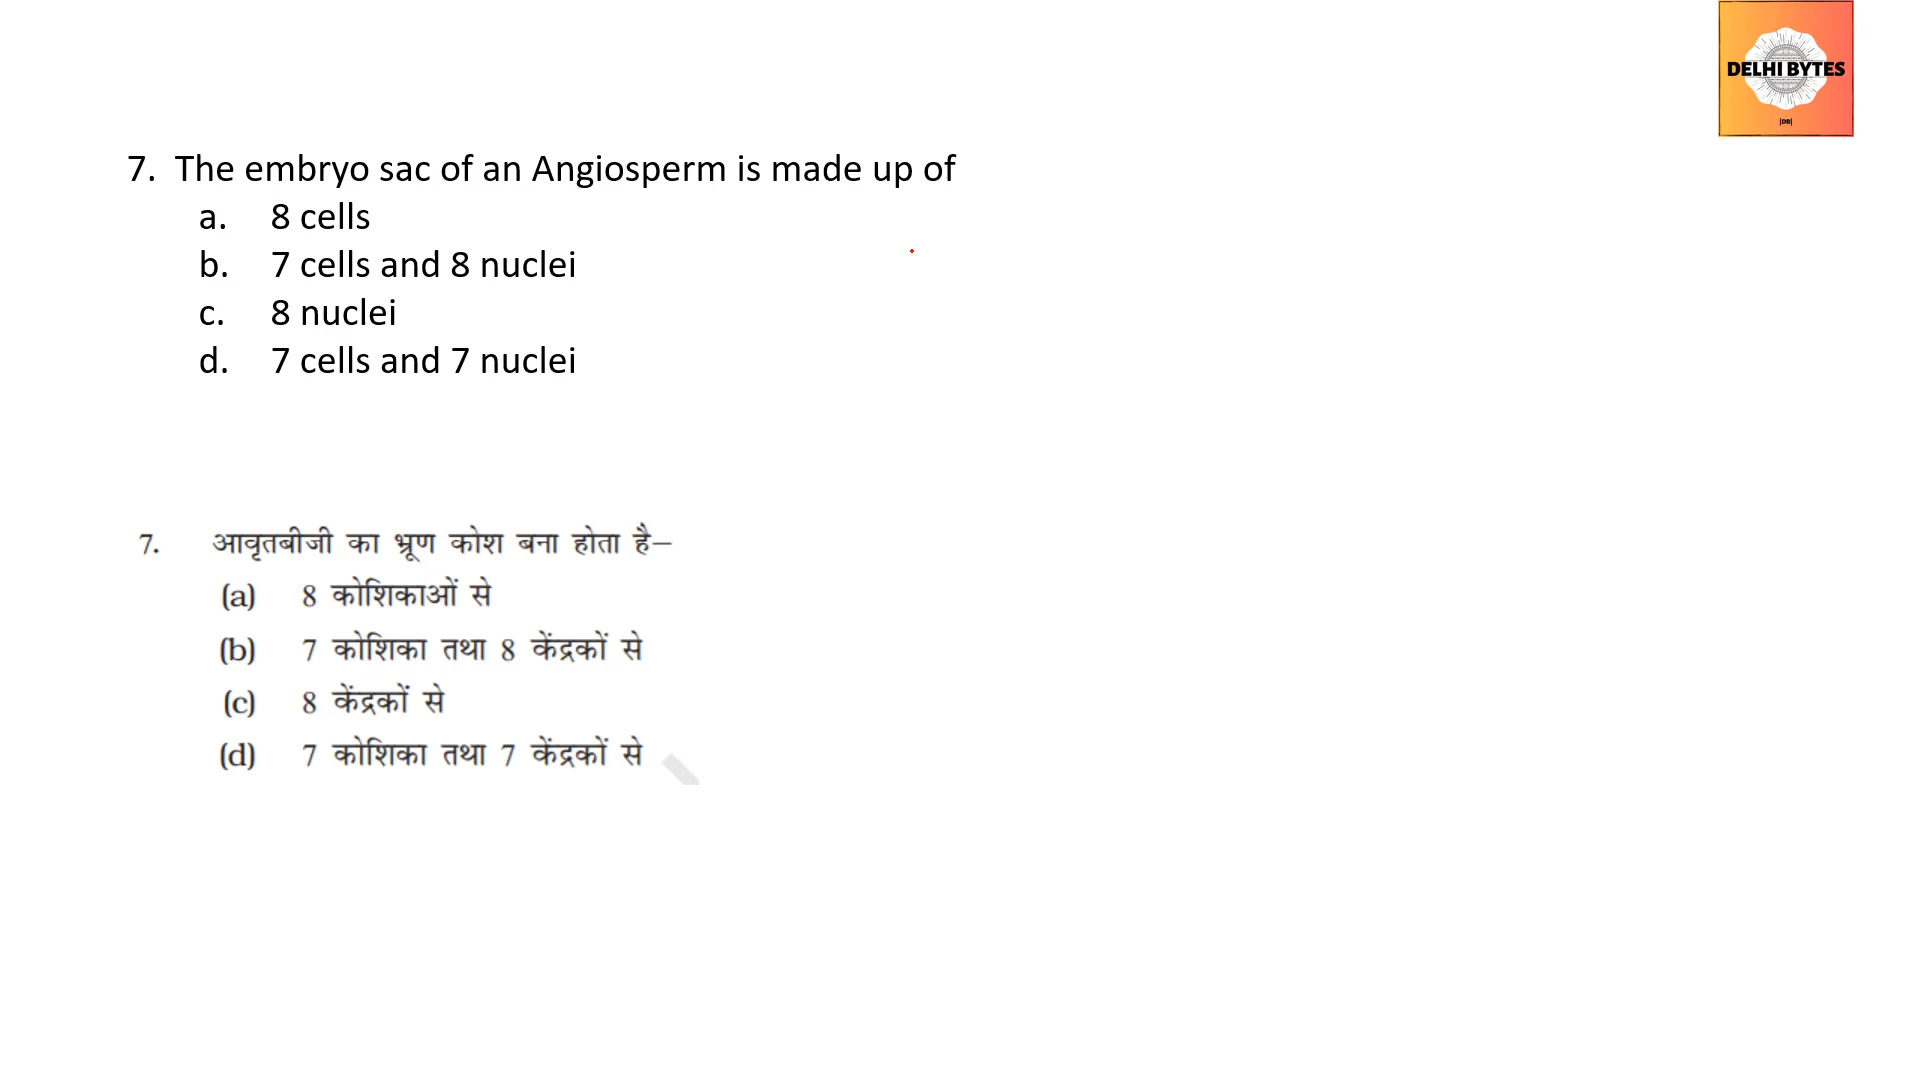 DELHI BYTES
|DB|
7. The embryo sac of an Angiosperm is made up of
a. 8 cells
b. 7 cells and 8 nuclei
c. 8 nuclei
d. 7 cells and 7 nuclei
7. आवृतबीजी का भ्रूण कोश बना होता है–
(a) 8 कोशिकाओं से
(b) 7 कोशिका तथा 8 केंद्रकों से
(c) 8 केंद्रकों से
(d) 7 कोशिका तथा 7 केंद्रकों से